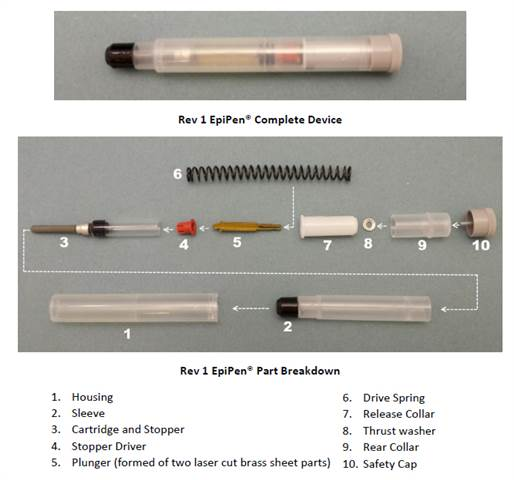 Rev 1 EpiPen® Complete Device
6
3
4
5
7
8
9
10
1
2
Rev 1 EpiPen® Part Breakdown
1. Housing
2. Sleeve
3. Cartridge and Stopper
4. Stopper Driver
5. Plunger (formed of two laser cut brass sheet parts)
6. Drive Spring
7. Release Collar
8. Thrust washer
9. Rear Collar
10. Safety Cap